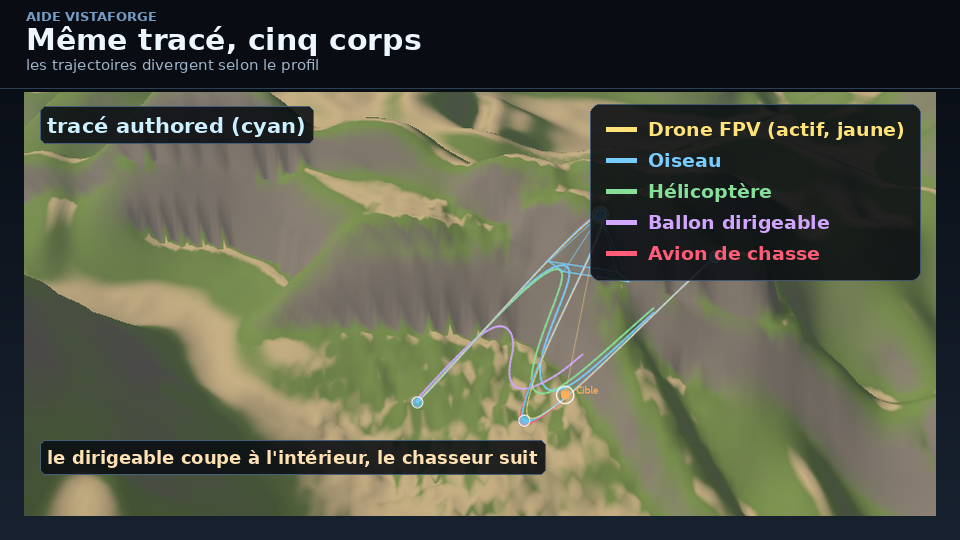 AIDE VISTAFORGE
Même tracé, cinq corps
les trajectoires divergent selon le profil
tracé authored (cyan)
Drone FPV (actif, jaune)
Oiseau
Hélicoptère
Ballon dirigeable
Avion de chasse
Cible
le dirigeable coupe à l'intérieur, le chasseur suit